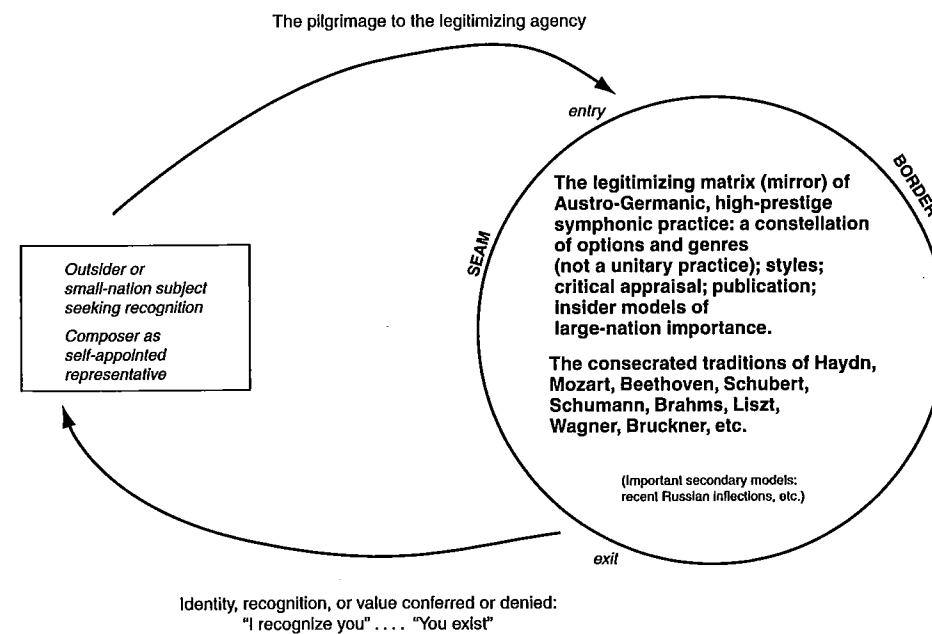 The pilgrimage to the legitimizing agency
entry
BORDER
SEAM
The legitimizing matrix (mirror) of
Austro-Germanic, high-prestige
symphonic practice: a constellation
of options and genres
(not a unitary practice); styles;
critical appraisal; publication;
insider models of
large-nation importance.
The consecrated traditions of Haydn,
Mozart, Beethoven, Schubert,
Schumann, Brahms, Liszt,
Wagner, Bruckner, etc.
(Important secondary models:
recent Russian inflections, etc.)
Outsider or
small-nation subject
seeking recognition
Composer as
self-appointed
representative
exit
Identity, recognition, or value conferred or denied:
“I recognize you” . . . . “You exist”